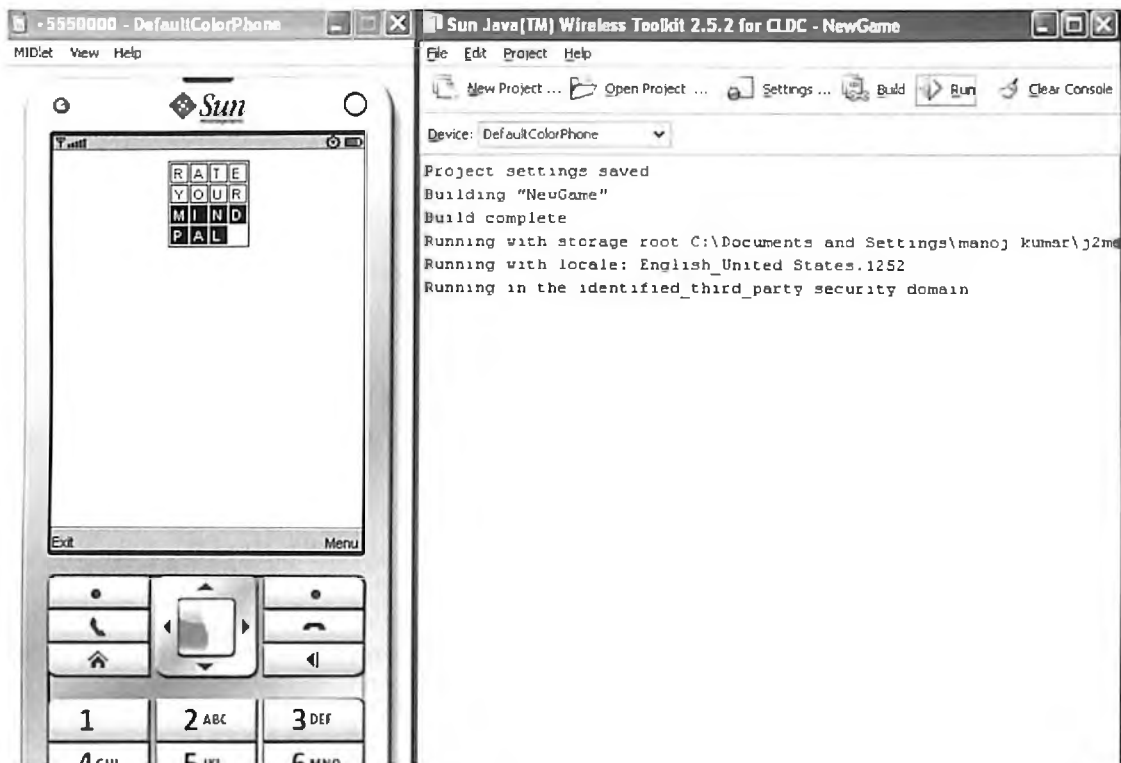 -5550000 - DefaultColorPhone
MIDlet View Help
Sun
R A T E
Y O U R
M I N D
P A L
Exit Menu
1 2 ABC 3 DEF
Sun Java(TM) Wireless Toolkit 2.5.2 for CLDC - NewGame
File Edit Project Help
New Project ... Open Project ... Settings ... Build Run Clear Console
Device: DefaultColorPhone
Project settings saved
Building "NewGame"
Build complete
Running with storage root C:\Documents and Settings\manoj kumar\j2me
Running with locale: English_United States.1252
Running in the identified_third_party security domain